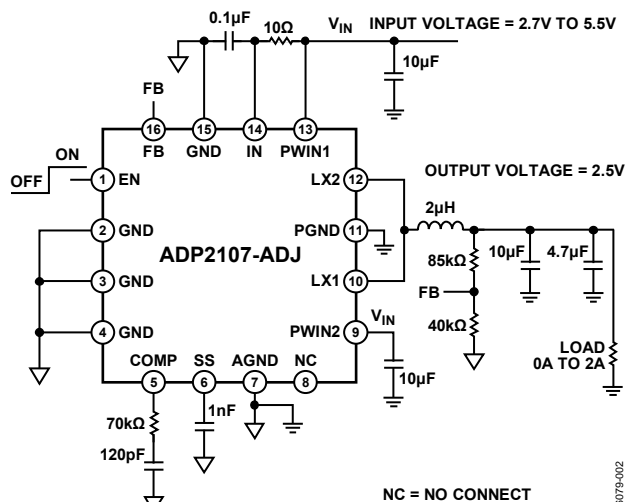 0.1µF
10Ω
VIN
INPUT VOLTAGE = 2.7V TO 5.5V
10µF
FB
16
15
14
13
FB
GND
IN
PWIN1
ON
OFF
1
EN
LX2
12
OUTPUT VOLTAGE = 2.5V
2µH
2
GND
PGND
11
ADP2107-ADJ
85kΩ
10µF
4.7µF
3
GND
LX1
10
FB
40kΩ
4
GND
PWIN2
9
VIN
LOAD
0A TO 2A
COMP
SS
AGND
NC
5
6
7
8
10µF
70kΩ
1nF
120pF
NC = NO CONNECT
6079-002